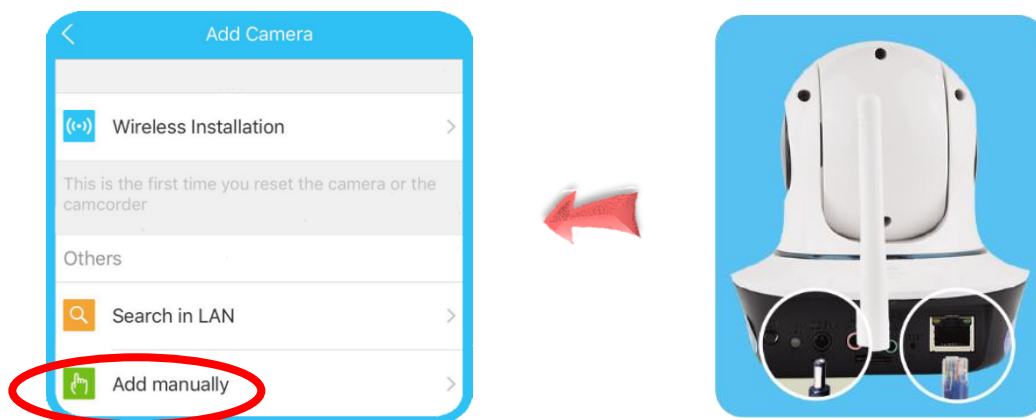 Add Camera
Wireless Installation
This is the first time you reset the camera or the
camcorder
Others
Search in LAN
Add manually